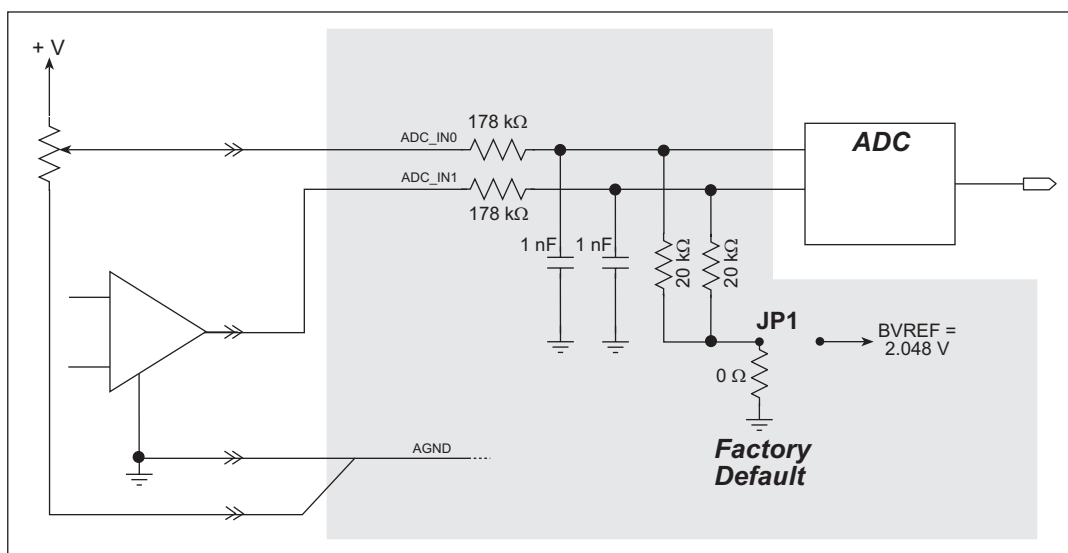 + V
178 kΩ
ADC_IN0
ADC
ADC_IN1
178 kΩ
1 nF
1 nF
20 kΩ
20 kΩ
JP1
BVREF =
2.048 V
0 Ω
AGND
Factory
Default